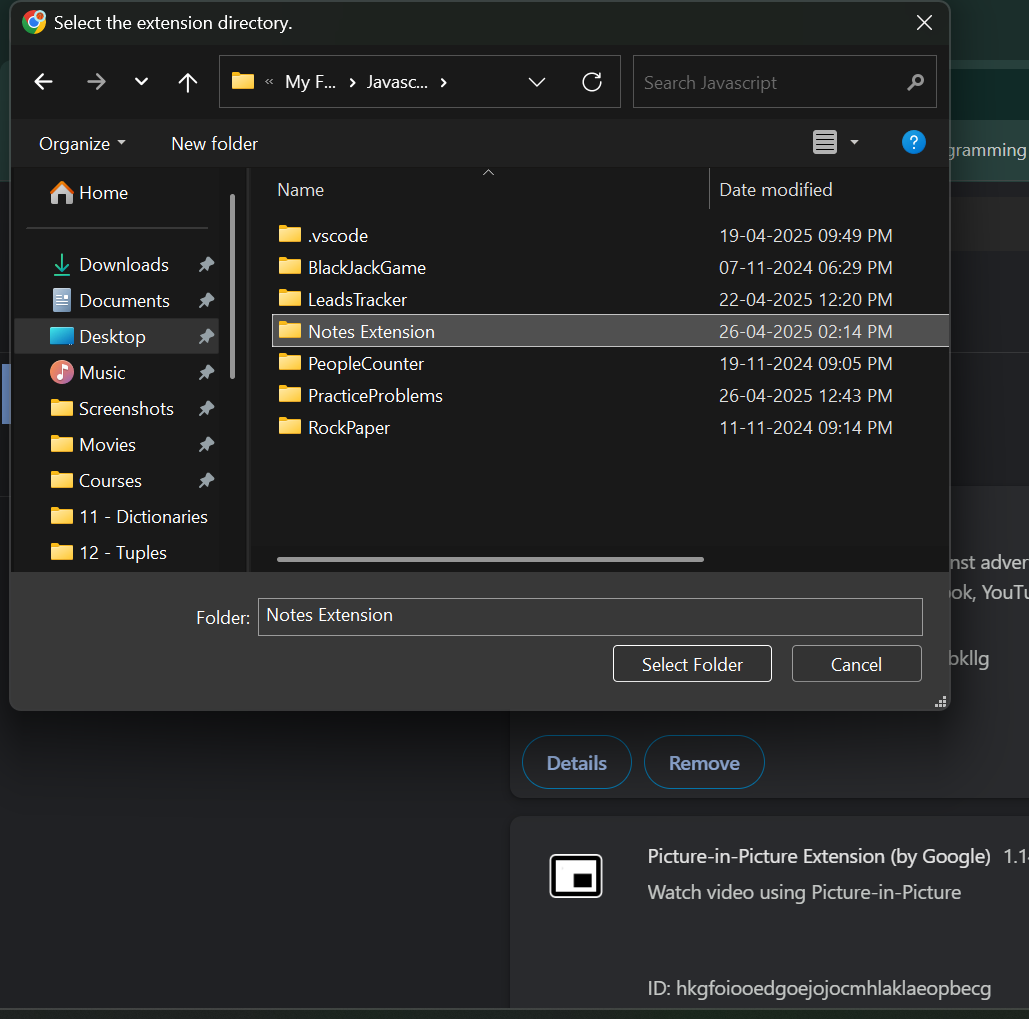 Select the extension directory.
« My F... > Javasc... >
Search Javascript
Organize
New folder
?
gramming
Home
Downloads
Documents
Desktop
Music
Screenshots
Movies
Courses
11 - Dictionaries
12 - Tuples
Name
Date modified
.vscode 19-04-2025 09:49 PM
BlackJackGame 07-11-2024 06:29 PM
LeadsTracker 22-04-2025 12:20 PM
Notes Extension 26-04-2025 02:14 PM
PeopleCounter 19-11-2024 09:05 PM
PracticeProblems 26-04-2025 12:43 PM
RockPaper 11-11-2024 09:14 PM
Folder: Notes Extension
Select Folder
Cancel
nst adver
ok, YouTu
bkllg
Details
Remove
Picture-in-Picture Extension (by Google) 1.1
Watch video using Picture-in-Picture
ID: hkgfoiooedgoejojocmhlaklaeopbecg